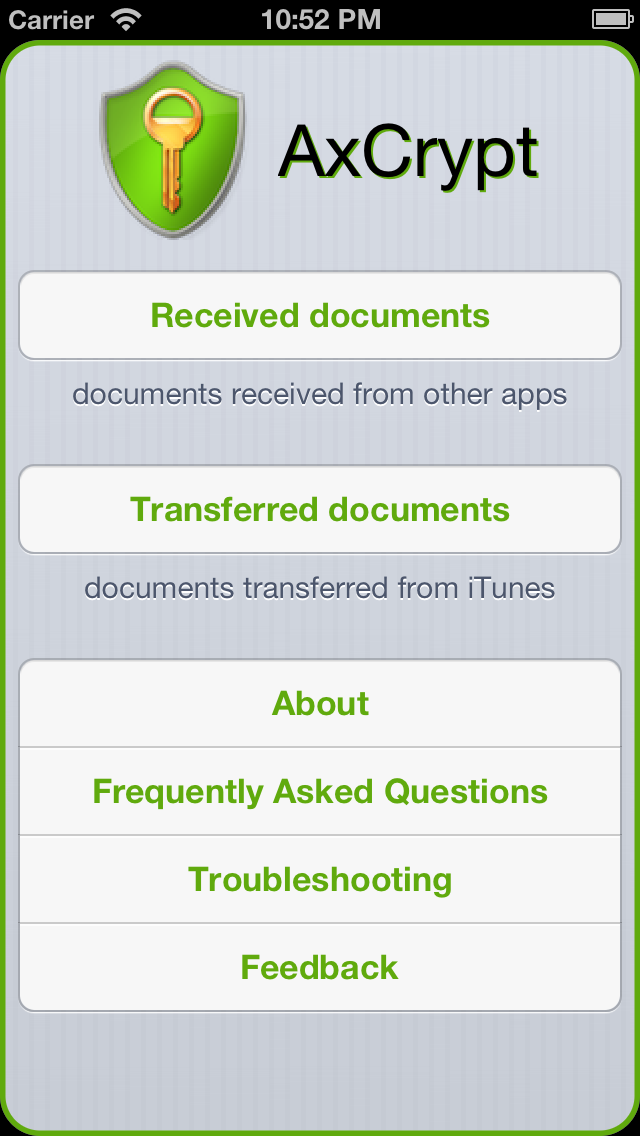 Carrier 10:52 PM
AxCrypt
Received documents
documents received from other apps
Transferred documents
documents transferred from iTunes
About
Frequently Asked Questions
Troubleshooting
Feedback